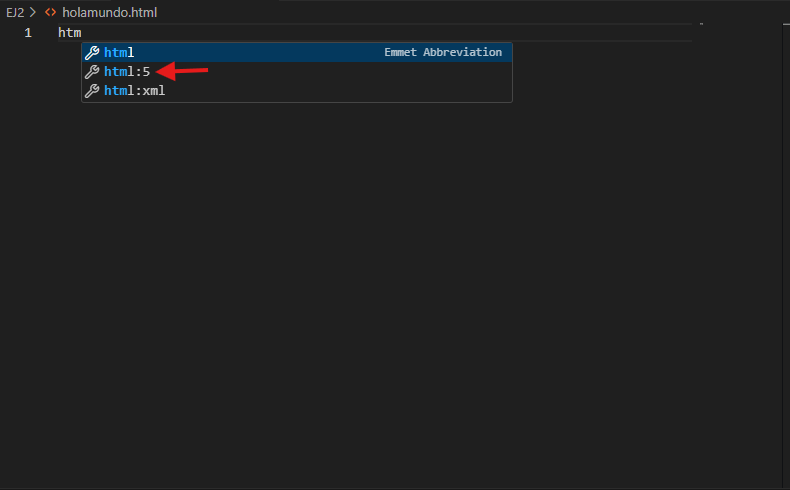 EJ2 > <> holamundo.html
1 htm
html Emmet Abbreviation
html:5
html:xml